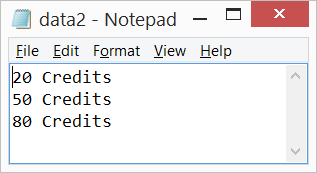 data2 - Notepad
File Edit Format View Help
20 Credits
50 Credits
80 Credits